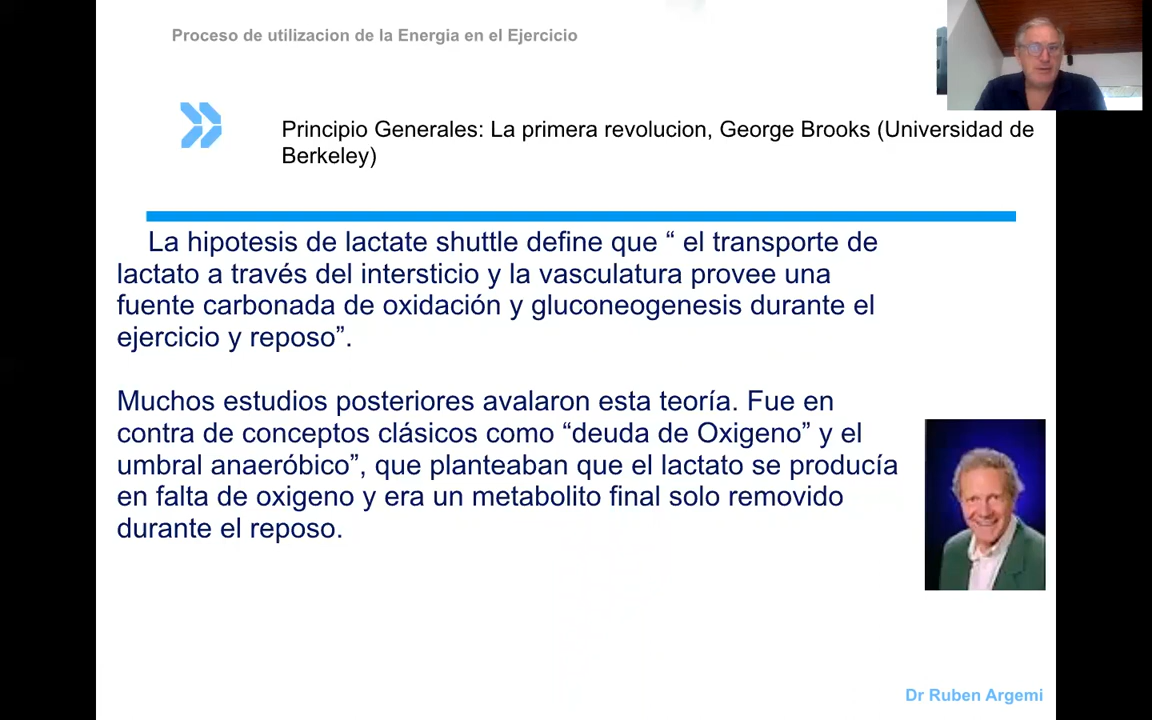 Proceso de utilizacion de la Energia en el Ejercicio
Principio Generales: La primera revolucion, George Brooks (Universidad de
Berkeley)
La hipotesis de lactate shuttle define que “ el transporte de
lactato a través del intersticio y la vasculatura provee una
fuente carbonada de oxidación y gluconeogenesis durante el
ejercicio y reposo”.
Muchos estudios posteriores avalaron esta teoría. Fue en
contra de conceptos clásicos como “deuda de Oxigeno” y el
umbral anaeróbico”, que planteaban que el lactato se producía
en falta de oxigeno y era un metabolito final solo removido
durante el reposo.
Dr Ruben Argemi